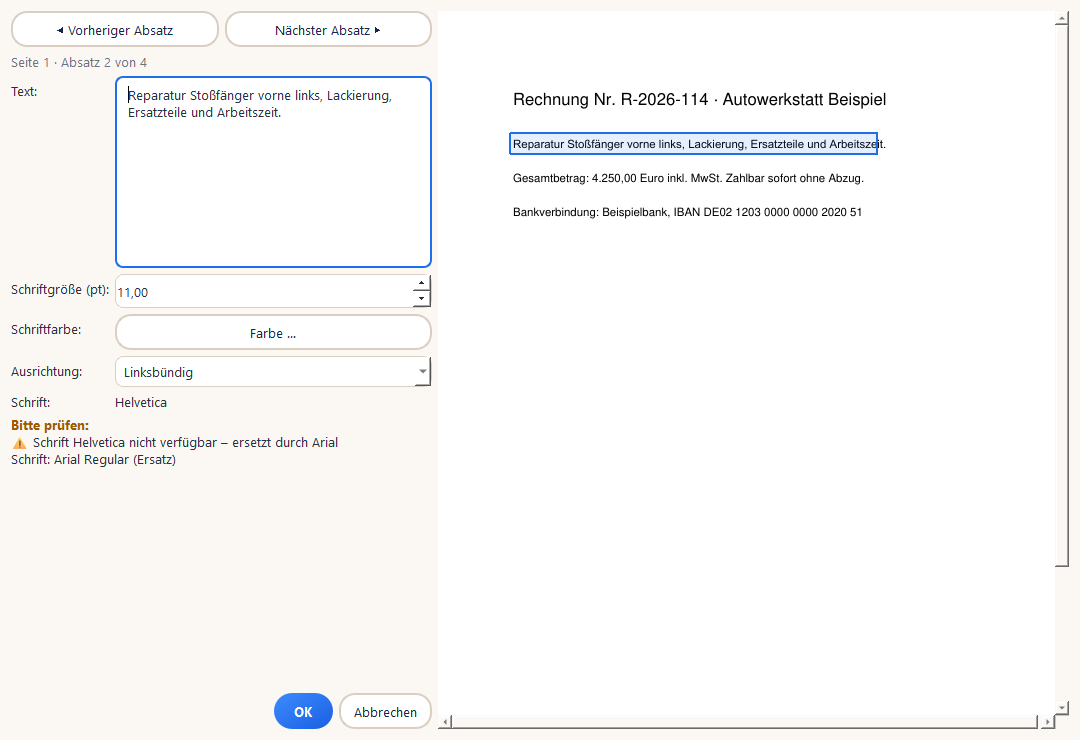 ◂ Vorheriger Absatz
Nächster Absatz ▸
Seite 1 · Absatz 2 von 4
Text:
Reparatur Stoßfänger vorne links, Lackierung,
Ersatzteile und Arbeitszeit.
Schriftgröße (pt):
11,00
Schriftfarbe:
Farbe ...
Ausrichtung:
Linksbündig
Schrift:
Helvetica
Bitte prüfen:
⚠ Schrift Helvetica nicht verfügbar – ersetzt durch Arial
Schrift: Arial Regular (Ersatz)
OK
Abbrechen
Rechnung Nr. R-2026-114 · Autowerkstatt Beispiel
Reparatur Stoßfänger vorne links, Lackierung, Ersatzteile und Arbeitszeit.
Gesamtbetrag: 4.250,00 Euro inkl. MwSt. Zahlbar sofort ohne Abzug.
Bankverbindung: Beispielbank, IBAN DE02 1203 0000 0000 2020 51